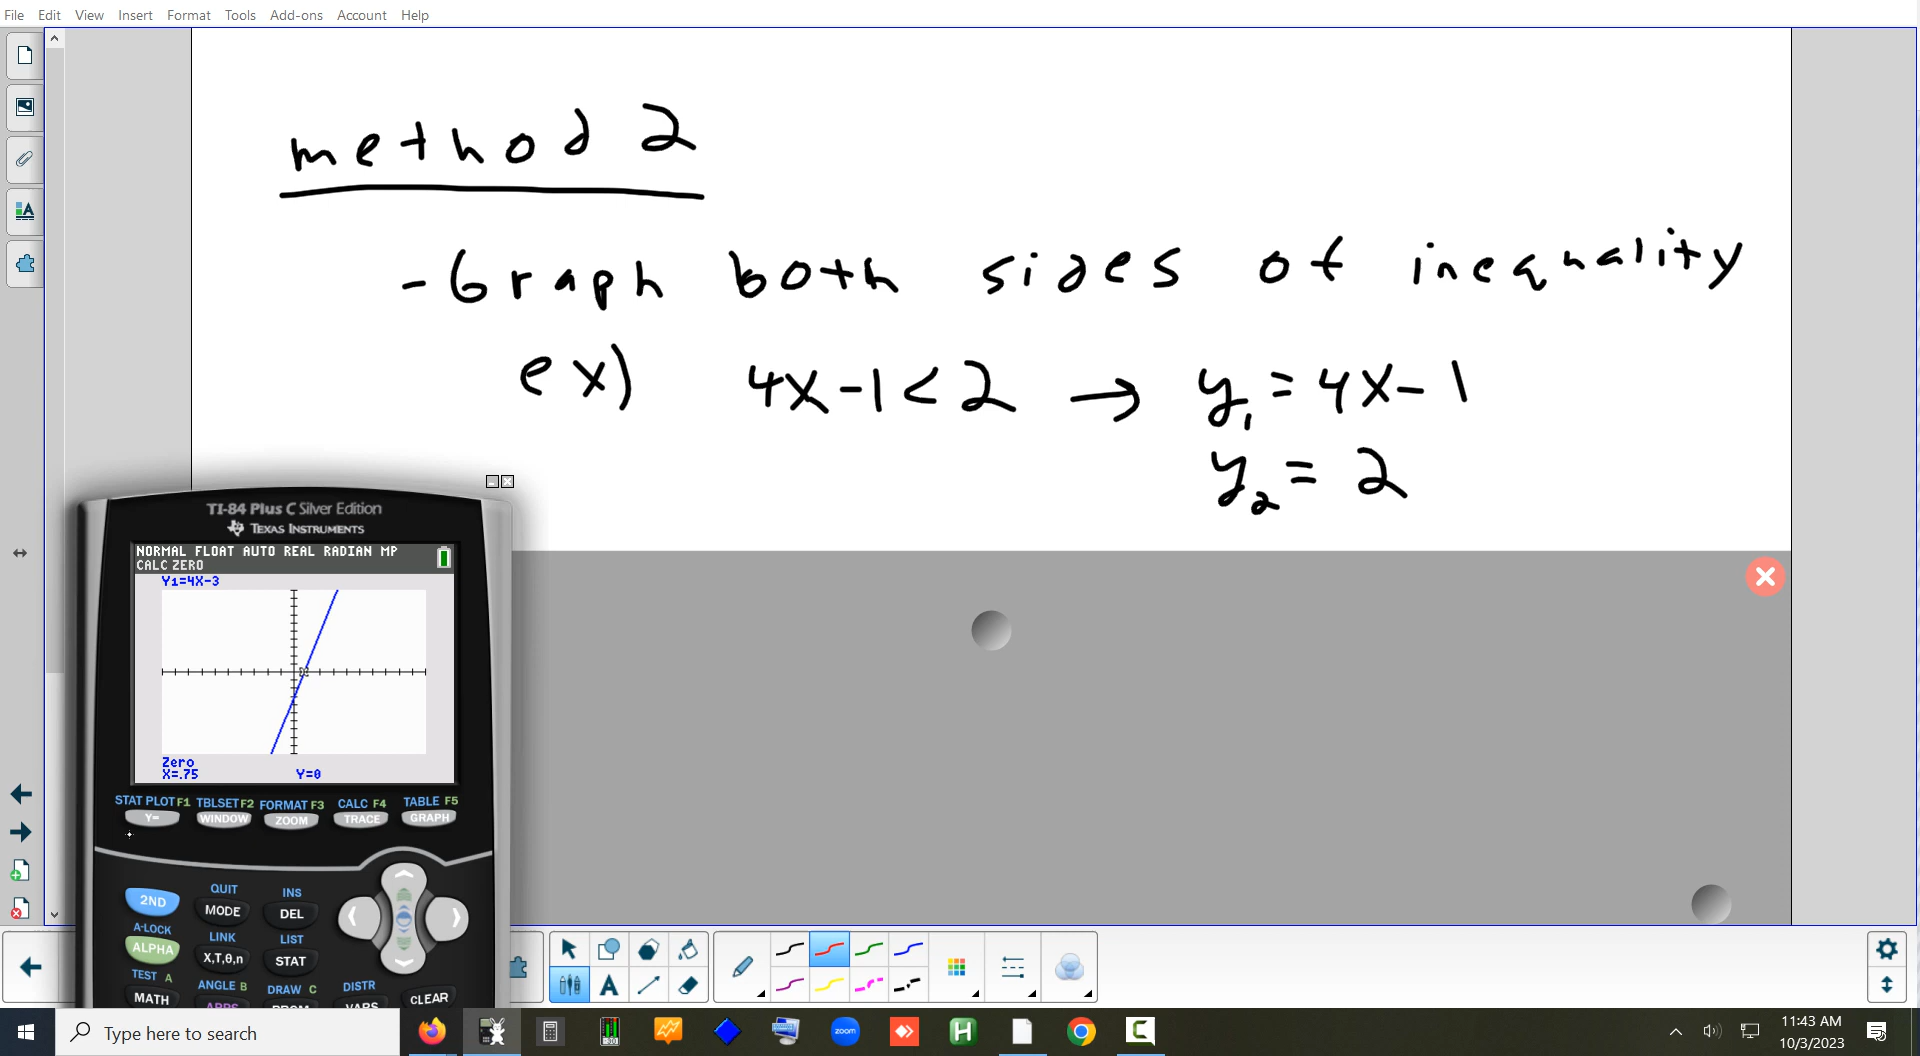 File Edit View Insert Format Tools Add-ons Account Help
method 2
- Graph both sides of inequality
ex) 4x-1<2 → y₁=4x-1
y₂= 2
TI-84 Plus C Silver Edition
TEXAS INSTRUMENTS
NORMAL FLOAT AUTO REAL RADIAN MP
CALC ZERO
Y1=4X-3
Zero
X=.75 Y=0
STAT PLOT F1 TBLSET F2 FORMAT F3 CALC F4 TABLE F5
Y= WINDOW ZOOM TRACE GRAPH
QUIT INS
2ND MODE DEL
A-LOCK LINK LIST
ALPHA X,T,θ,n STAT
TEST A ANGLE B DRAW C DISTR
MATH APPS PRGM VARS CLEAR
A
Type here to search
zoom
H
C
11:43 AM
10/3/2023